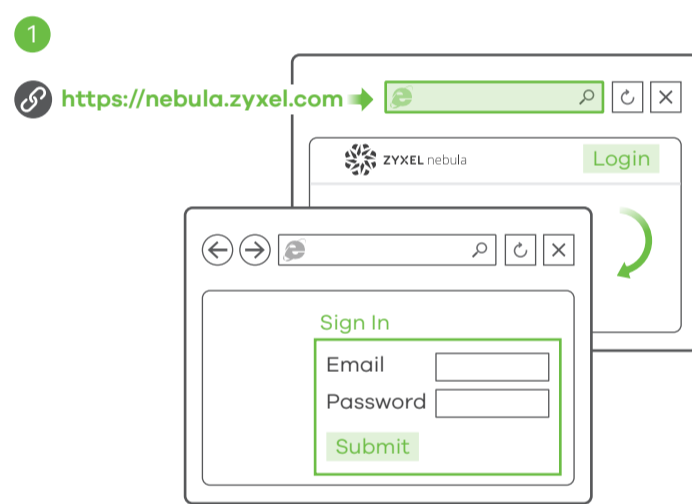 1
https://nebula.zyxel.com
ZYXEL nebula
Login
Sign In
Email
Password
Submit